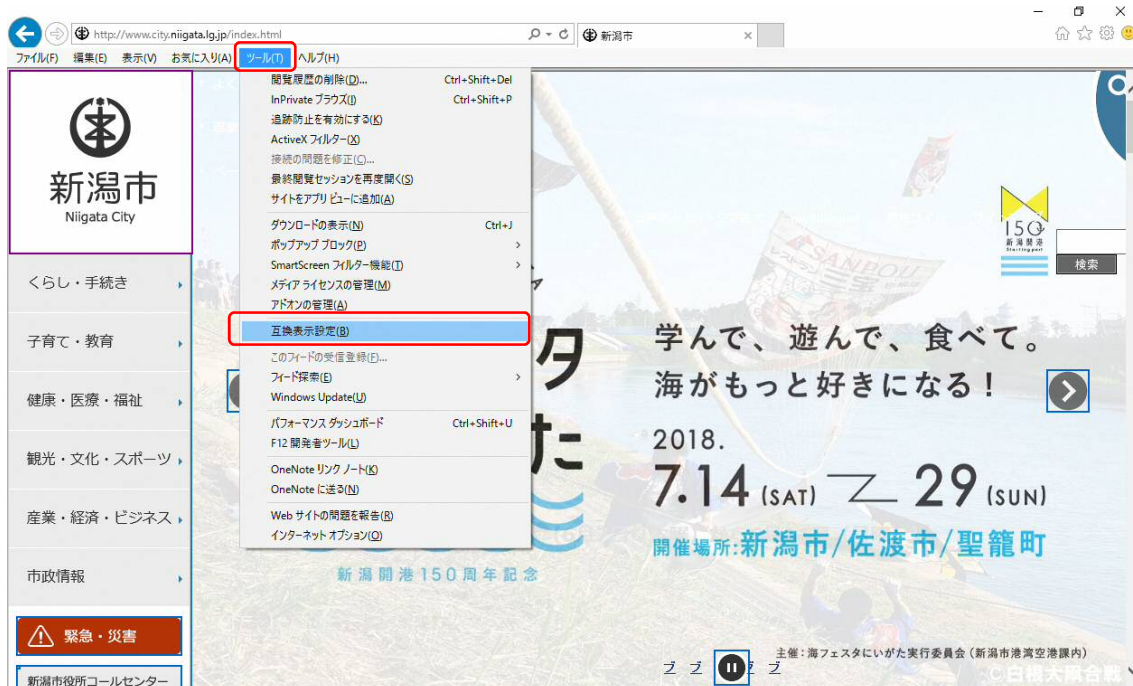 http://www.city.niigata.lg.jp/index.html
新潟市
ファイル(F) 編集(E) 表示(V) お気に入り(A) ツール(T) ヘルプ(H)
新潟市
Niigata City
くらし・手続き
子育て・教育
健康・医療・福祉
観光・文化・スポーツ
産業・経済・ビジネス
市政情報
緊急・災害
新潟市役所コールセンター
閲覧履歴の削除(D)... Ctrl+Shift+Del
InPrivate ブラウズ(I) Ctrl+Shift+P
追跡防止を有効にする(K)
ActiveX フィルター(X)
接続の問題を修正(C)...
最終閲覧セッションを再度開く(S)
サイトをアプリ ビューに追加(A)
ダウンロードの表示(N) Ctrl+J
ポップアップ ブロック(P)
SmartScreen フィルター機能(T)
メディア ライセンスの管理(M)
アドオンの管理(A)
互換表示設定(B)
このフィードの受信登録(F)...
フィード探索(E)
Windows Update(U)
パフォーマンス ダッシュボード Ctrl+Shift+U
F12 開発者ツール(L)
OneNote リンク ノート(K)
OneNote に送る(N)
Web サイトの問題を報告(R)
インターネット オプション(O)
タ
た
新潟開港150周年記念
150
新潟開港
Starting port
検索
SANBOU
学んで、遊んで、食べて。
海がもっと好きになる!
2018.
7.14 (SAT) 29 (SUN)
開催場所:新潟市/佐渡市/聖籠町
主催:海フェスタにいがた実行委員会(新潟市港湾空港課内)
ブ ブ ブ ブ
©白根大凧合戦